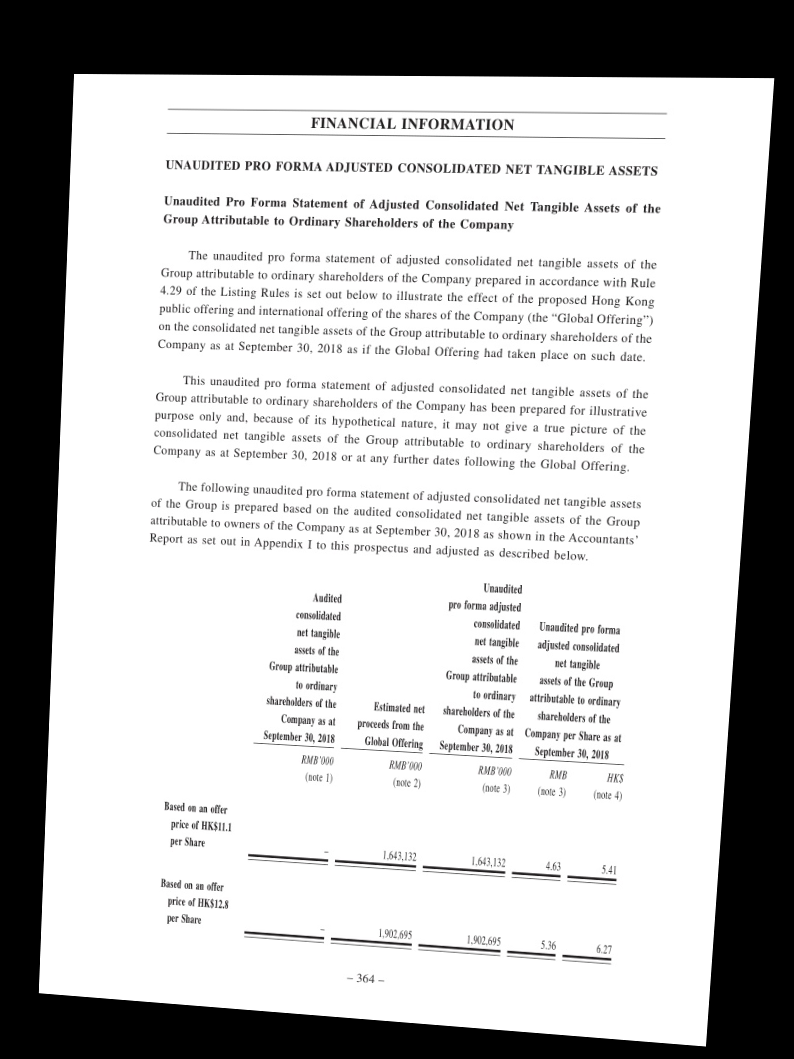 FINANCIAL INFORMATION
UNAUDITED PRO FORMA ADJUSTED CONSOLIDATED NET TANGIBLE ASSETS
Unaudited Pro Forma Statement of Adjusted Consolidated Net Tangible Assets of the
Group Attributable to Ordinary Shareholders of the Company
The unaudited pro forma statement of adjusted consolidated net tangible assets of the
Group attributable to ordinary shareholders of the Company prepared in accordance with Rule
4.29 of the Listing Rules is set out below to illustrate the effect of the proposed Hong Kong
public offering and international offering of the shares of the Company (the “Global Offering”)
on the consolidated net tangible assets of the Group attributable to ordinary shareholders of the
Company as at September 30, 2018 as if the Global Offering had taken place on such date.
This unaudited pro forma statement of adjusted consolidated net tangible assets of the
Group attributable to ordinary shareholders of the Company has been prepared for illustrative
purpose only and, because of its hypothetical nature, it may not give a true picture of the
consolidated net tangible assets of the Group attributable to ordinary shareholders of the
Company as at September 30, 2018 or at any further dates following the Global Offering.
The following unaudited pro forma statement of adjusted consolidated net tangible assets
of the Group is prepared based on the audited consolidated net tangible assets of the Group
attributable to owners of the Company as at September 30, 2018 as shown in the Accountants’
Report as set out in Appendix I to this prospectus and adjusted as described below.
Audited
consolidated
net tangible
assets of the
Group attributable
to ordinary
shareholders of the
Company as at
September 30, 2018
Estimated net
proceeds from the
Global Offering
Unaudited
pro forma adjusted
consolidated
net tangible
assets of the
Group attributable
to ordinary
shareholders of the
Company as at
September 30, 2018
Unaudited pro forma
adjusted consolidated
net tangible
assets of the Group
attributable to ordinary
shareholders of the
Company per Share as at
September 30, 2018
RMB’000 RMB’000 RMB’000 RMB HK$
(note 1) (note 2) (note 3) (note 3) (note 4)
Based on an offer
price of HK$11.1
per Share – 1,643,132 1,643,132 4.63 5.41
Based on an offer
price of HK$12.8
per Share – 1,902,695 1,902,695 5.36 6.27
– 364 –